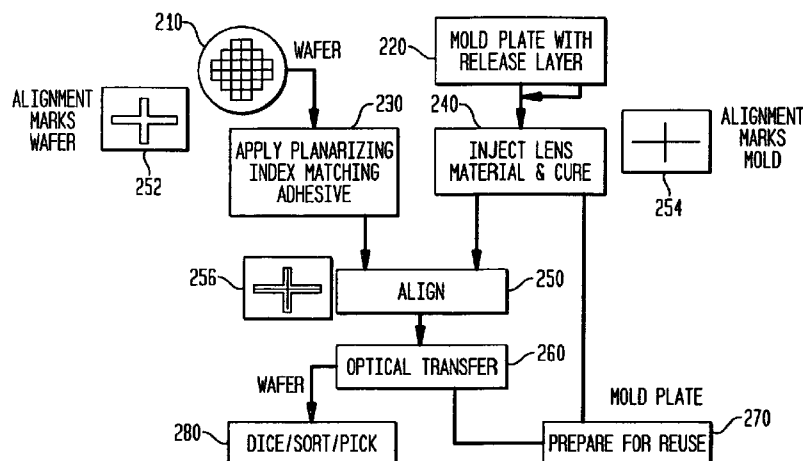 210
WAFER
220
MOLD PLATE WITH
RELEASE LAYER
ALIGNMENT
MARKS
WAFER
252
230
APPLY PLANARIZING
INDEX MATCHING
ADHESIVE
240
INJECT LENS
MATERIAL & CURE
ALIGNMENT
MARKS
MOLD
254
256
ALIGN
250
OPTICAL TRANSFER
260
WAFER
MOLD PLATE
280
DICE/SORT/PICK
PREPARE FOR REUSE
270